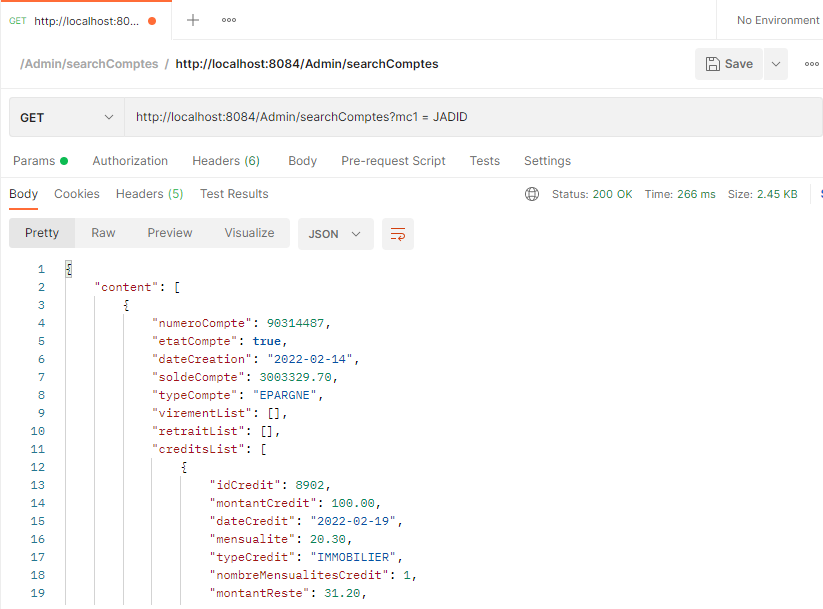 GET http://localhost:80...
No Environment
/Admin/searchComptes / http://localhost:8084/Admin/searchComptes
Save
GET http://localhost:8084/Admin/searchComptes?mc1 = JADID
Params Authorization Headers (6) Body Pre-request Script Tests Settings
Body Cookies Headers (5) Test Results Status: 200 OK Time: 266 ms Size: 2.45 KB
Pretty Raw Preview Visualize JSON
1 {
2 "content": [
3 {
4 "numeroCompte": 90314487,
5 "etatCompte": true,
6 "dateCreation": "2022-02-14",
7 "soldeCompte": 3003329.70,
8 "typeCompte": "EPARGNE",
9 "virementList": [],
10 "retraitList": [],
11 "creditsList": [
12 {
13 "idCredit": 8902,
14 "montantCredit": 100.00,
15 "dateCredit": "2022-02-19",
16 "mensualite": 20.30,
17 "typeCredit": "IMMOBILIER",
18 "nombreMensualitesCredit": 1,
19 "montantReste": 31.20,